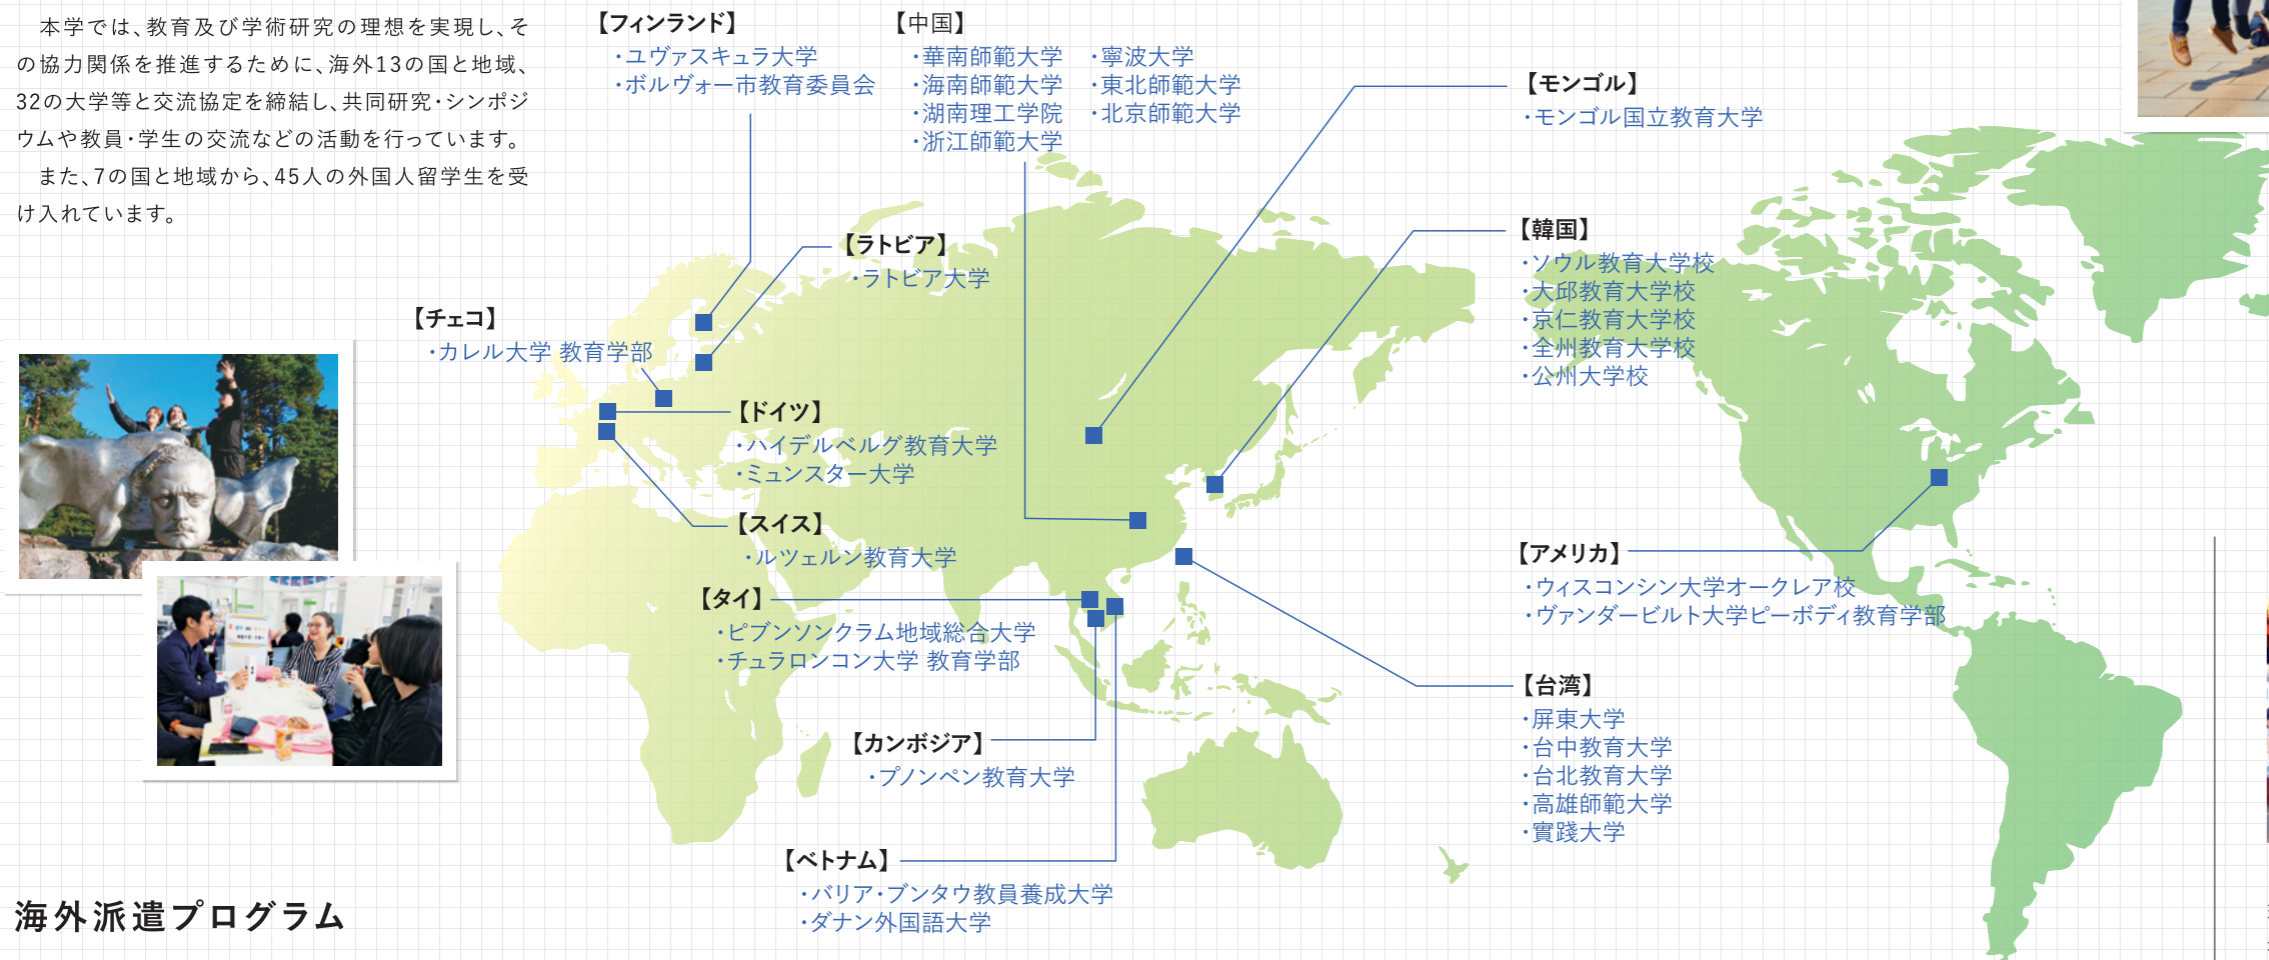 本学では、教育及び学術研究の理想を実現し、そ
の協力関係を推進するために、海外13の国と地域、
32の大学等と交流協定を締結し、共同研究・シンポジ
ウムや教員・学生の交流などの活動を行っています。
また、7の国と地域から、45人の外国人留学生を受
け入れています。
【フィンランド】
・ユヴァスキュラ大学
・ボルヴォー市教育委員会
【中国】
・華南師範大学 ・寧波大学
・海南師範大学 ・東北師範大学
・湖南理工学院 ・北京師範大学
・浙江師範大学
【モンゴル】
・モンゴル国立教育大学
【ラトビア】
・ラトビア大学
【韓国】
・ソウル教育大学校
・大邱教育大学校
・京仁教育大学校
・全州教育大学校
・公州大学校
【チェコ】
・カレル大学 教育学部
【ドイツ】
・ハイデルベルグ教育大学
・ミュンスター大学
【スイス】
・ルツェルン教育大学
【タイ】
・ピブンソンクラム地域総合大学
・チュラロンコン大学 教育学部
【アメリカ】
・ウィスコンシン大学オークレア校
・ヴァンダービルト大学ピーボディ教育学部
【台湾】
・屏東大学
・台中教育大学
・台北教育大学
・高雄師範大学
・實踐大学
【カンボジア】
・プノンペン教育大学
【ベトナム】
・バリア・ブンタウ教員養成大学
・ダナン外国語大学
海外派遣プログラム